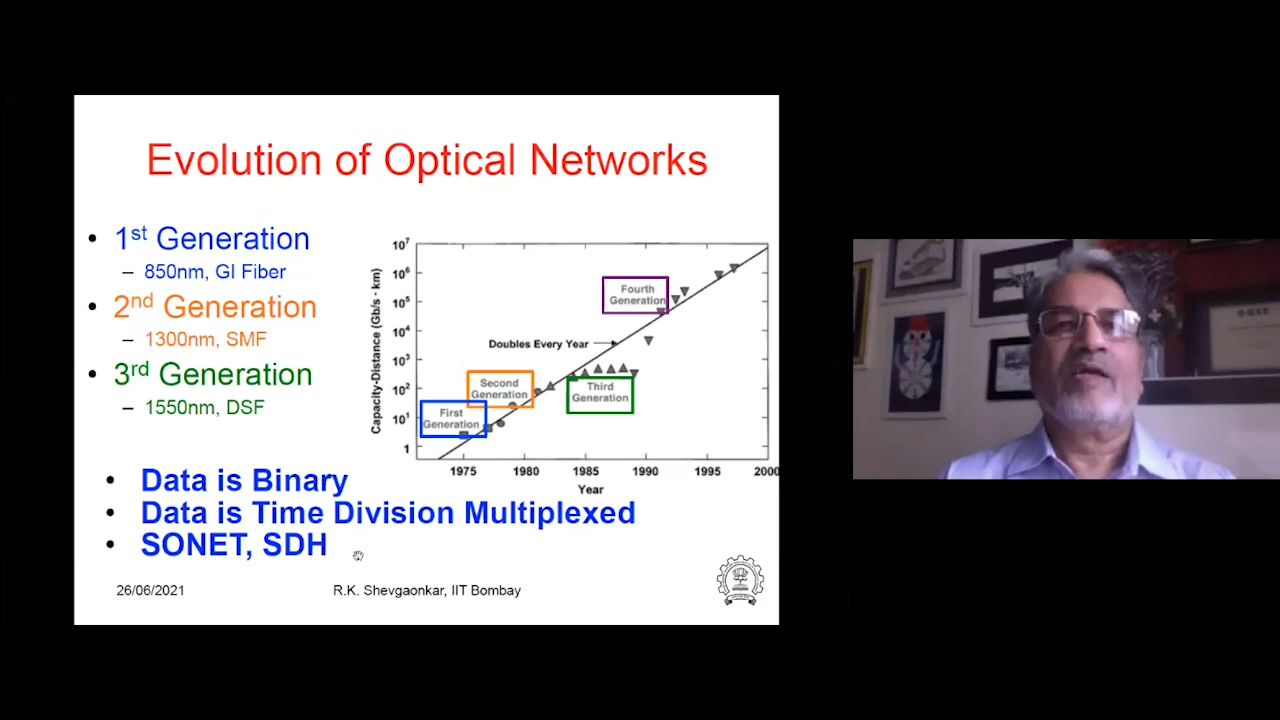 Evolution of Optical Networks
• 1st Generation
– 850nm, GI Fiber
• 2nd Generation
– 1300nm, SMF
• 3rd Generation
– 1550nm, DSF
Capacity-Distance (Gb/s - km)
10^7
10^6
10^5
10^4
10^3
10^2
10^1
1
Fourth
Generation
Doubles Every Year
Second
Generation
Third
Generation
First
Generation
1975 1980 1985 1990 1995 2000
Year
• Data is Binary
• Data is Time Division Multiplexed
• SONET, SDH
26/06/2021 R.K. Shevgaonkar, IIT Bombay